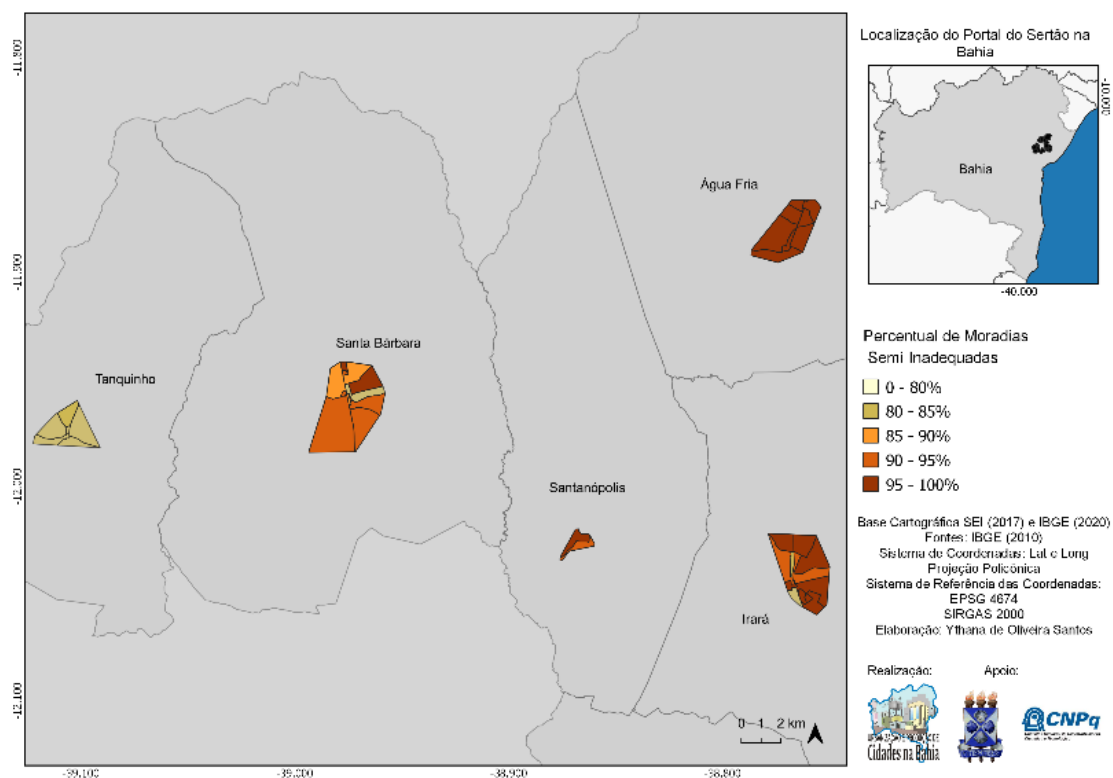 Localização do Portal do Sertão na
Bahia
-10.000
Bahia
-40.000
-11.800
-11.900
-12.000
-12.100
-39.100
-39.000
-38.900
-38.800
Água Fria
Santa Bárbara
Tanquinho
Santanópolis
Irará
0 1 2 km
Percentual de Moradias
Semi Inadequadas
0 - 80%
80 - 85%
85 - 90%
90 - 95%
95 - 100%
Base Cartográfica SEI (2017) e IBGE (2020)
Fontes: IBGE (2010)
Sistema de Coordenadas: Lat e Long
Projeção Policônica
Sistema de Referência das Coordenadas:
EPSG 4674
SIRGAS 2000
Elaboração: Ythana de Oliveira Santos
Realização:
Apoio:
Cidades na Bahia
CNPq